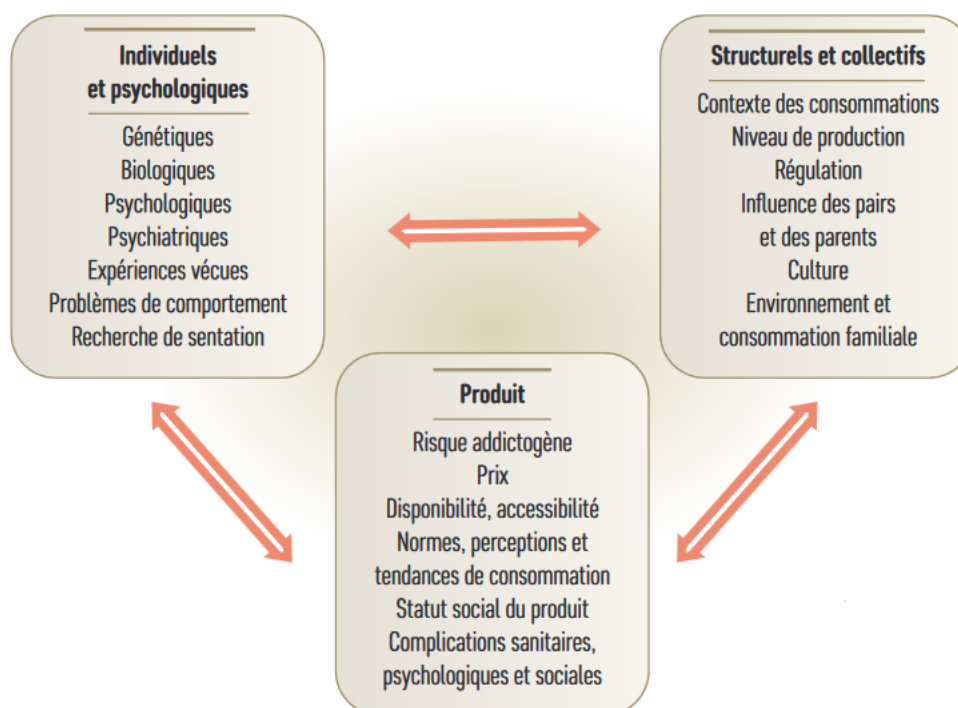 Individuels
et psychologiques
Génétiques
Biologiques
Psychologiques
Psychiatriques
Expériences vécues
Problèmes de comportement
Recherche de sentation
Structurels et collectifs
Contexte des consommations
Niveau de production
Régulation
Influence des pairs
et des parents
Culture
Environnement et
consommation familiale
Produit
Risque addictogène
Prix
Disponibilité, accessibilité
Normes, perceptions et
tendances de consommation
Statut social du produit
Complications sanitaires,
psychologiques et sociales